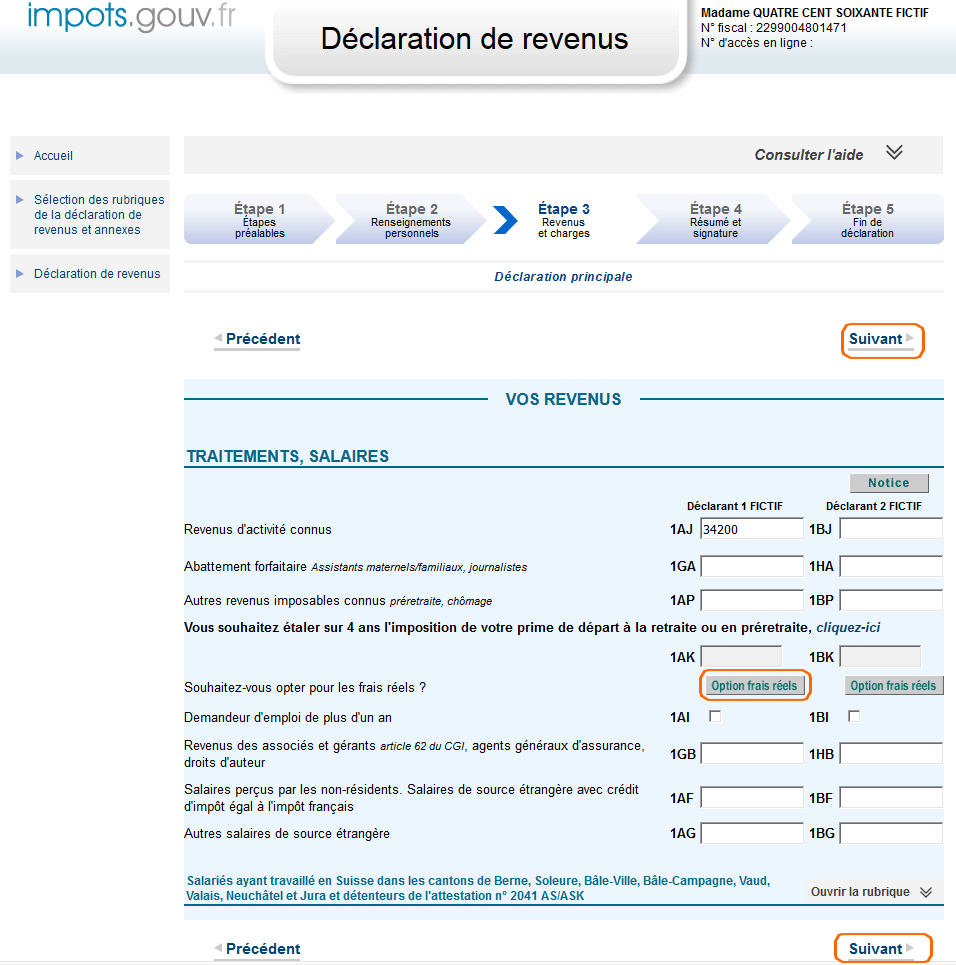 impots.gouv.fr
Déclaration de revenus
Madame QUATRE CENT SOIXANTE FICTIF
N° fiscal : 2299004801471
N° d'accès en ligne :
Accueil
Sélection des rubriques
de la déclaration de
revenus et annexes
Déclaration de revenus
Consulter l'aide
Étape 1
Étapes
préalables
Étape 2
Renseignements
personnels
Étape 3
Revenus
et charges
Étape 4
Résumé et
signature
Étape 5
Fin de
déclaration
Déclaration principale
Précédent
Suivant
VOS REVENUS
TRAITEMENTS, SALAIRES
Notice
Déclarant 1 FICTIF Déclarant 2 FICTIF
Revenus d'activité connus 1AJ 34200 1BJ
Abattement forfaitaire Assistants maternels/familiaux, journalistes 1GA 1HA
Autres revenus imposables connus préretraite, chômage 1AP 1BP
Vous souhaitez étaler sur 4 ans l'imposition de votre prime de départ à la retraite ou en préretraite, cliquez-ici
1AK 1BK
Souhaitez-vous opter pour les frais réels ? Option frais réels Option frais réels
Demandeur d'emploi de plus d'un an 1AI 1BI
Revenus des associés et gérants article 62 du CGI, agents généraux d'assurance,
droits d'auteur 1GB 1HB
Salaires perçus par les non-résidents. Salaires de source étrangère avec crédit
d'impôt égal à l'impôt français 1AF 1BF
Autres salaires de source étrangère 1AG 1BG
Salariés ayant travaillé en Suisse dans les cantons de Berne, Soleure, Bâle-Ville, Bâle-Campagne, Vaud,
Valais, Neuchâtel et Jura et détenteurs de l'attestation n° 2041 AS/ASK
Ouvrir la rubrique
Précédent
Suivant